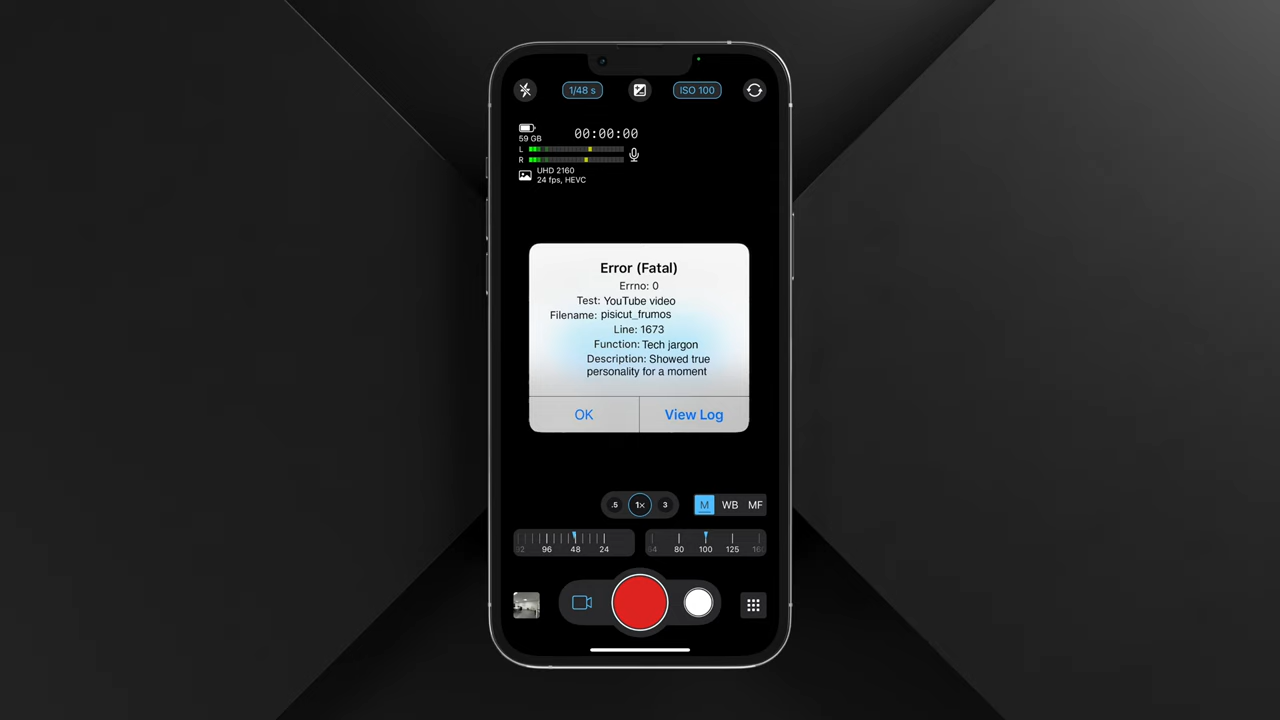 1/48 s
ISO 100
59 GB
00:00:00
L
R
UHD 2160
24 fps, HEVC
Error (Fatal)
Errno: 0
Test: YouTube video
Filename: pisicut_frumos
Line: 1673
Function: Tech jargon
Description: Showed true
personality for a moment
OK
View Log
.5 1× 3
M WB MF
96 48 24
80 100 125